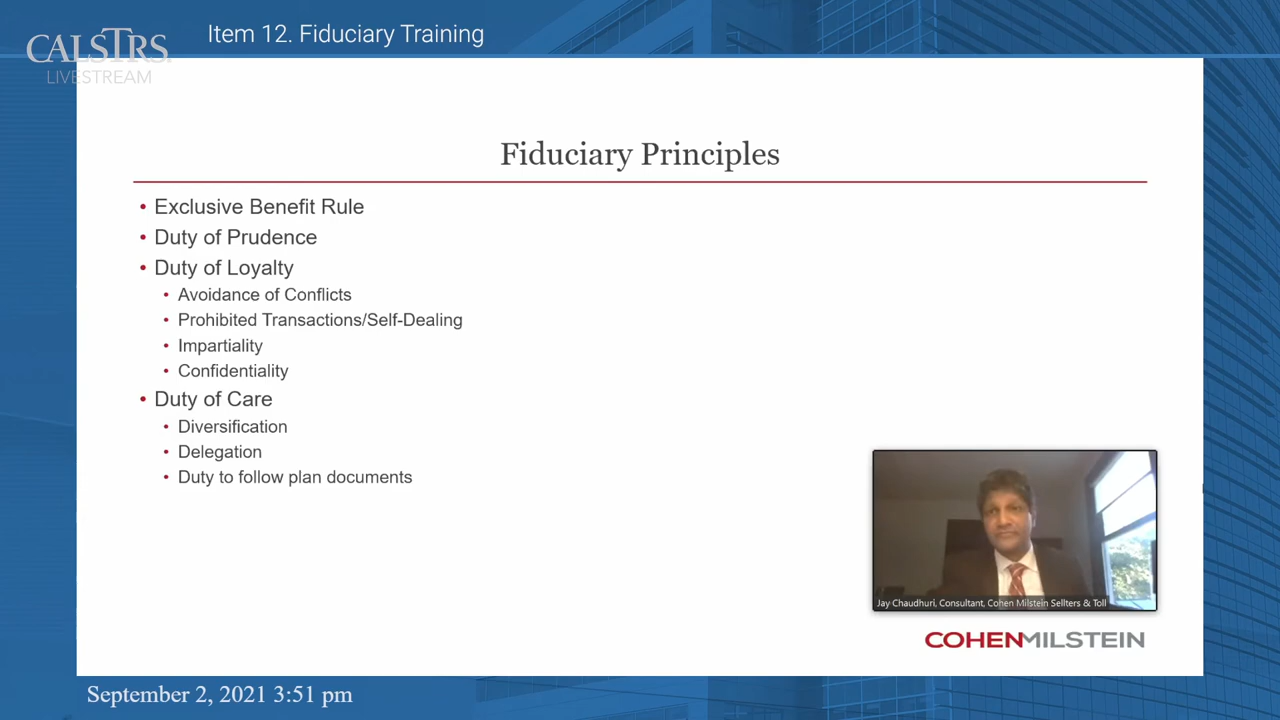 Item 12. Fiduciary Training
CALSTRS
LIVESTREAM
Fiduciary Principles
• Exclusive Benefit Rule
• Duty of Prudence
• Duty of Loyalty
• Avoidance of Conflicts
• Prohibited Transactions/Self-Dealing
• Impartiality
• Confidentiality
• Duty of Care
• Diversification
• Delegation
• Duty to follow plan documents
Jay Chaudhuri, Consultant, Cohen Milstein Sellters & Toll
COHENMILSTEIN
September 2, 2021 3:51 pm